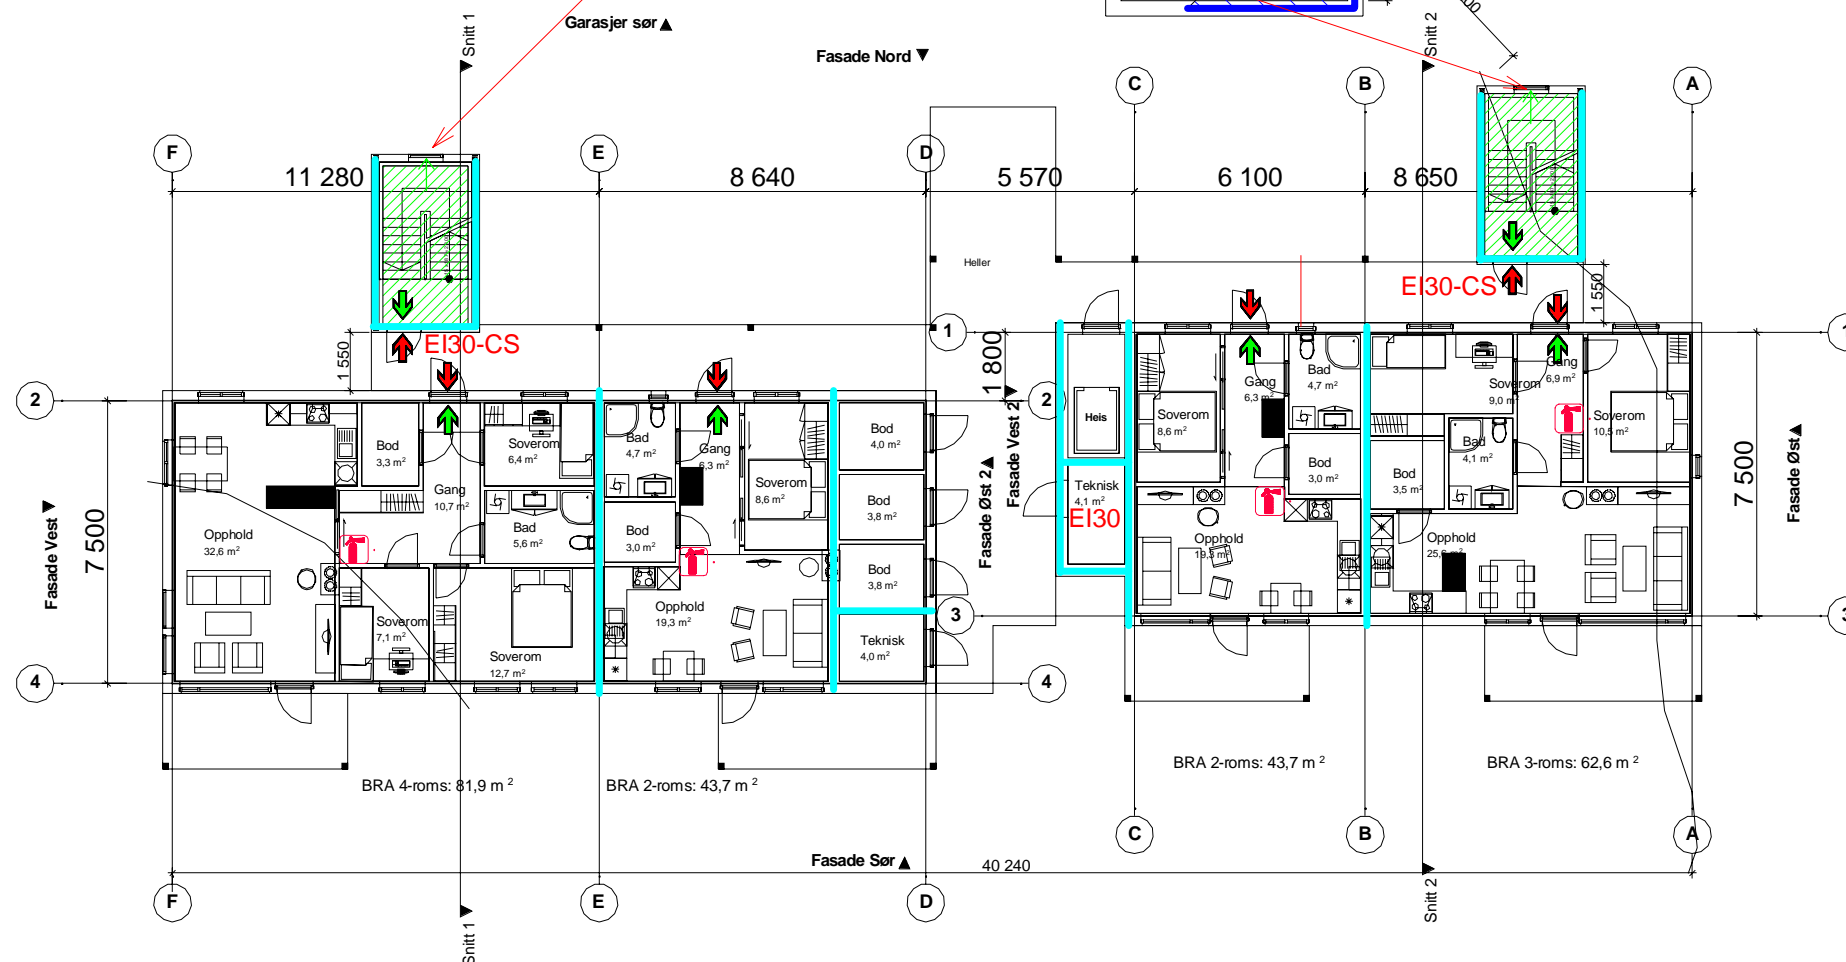 Snitt 1
Garasjer sør
Fasade Nord
Snitt 2
C
B
A
F
E
D
11 280
8 640
5 570
6 100
8 650
Heller
EI30-CS
1 550
1
1
EI30-CS
1 550
1 800
2
2
Fasade Vest 2
Fasade Øst 2
Fasade Vest
7 500
Bod
3,3 m²
Soverom
6,4 m²
Gang
10,7 m²
Bad
5,6 m²
Opphold
32,6 m²
Soverom
7,1 m²
Soverom
12,7 m²
Bad
4,7 m²
Gang
6,3 m²
Soverom
8,6 m²
Bod
3,0 m²
Opphold
19,3 m²
Bod
4,0 m²
Bod
3,8 m²
Bod
3,8 m²
Teknisk
4,0 m²
Heis
Teknisk
4,1 m²
EI30
Soverom
8,6 m²
Gang
6,3 m²
Bad
4,7 m²
Bod
3,0 m²
Opphold
19,3 m²
Soverom
9,0 m²
Gang
6,9 m²
Soverom
10,5 m²
Bad
4,1 m²
Bod
3,5 m²
Opphold
7 500
Fasade Øst
3
3
4
4
BRA 4-roms: 81,9 m²
BRA 2-roms: 43,7 m²
BRA 2-roms: 43,7 m²
BRA 3-roms: 62,6 m²
C
B
A
Fasade Sør
40 240
F
E
D
Snitt 1
Snitt 2